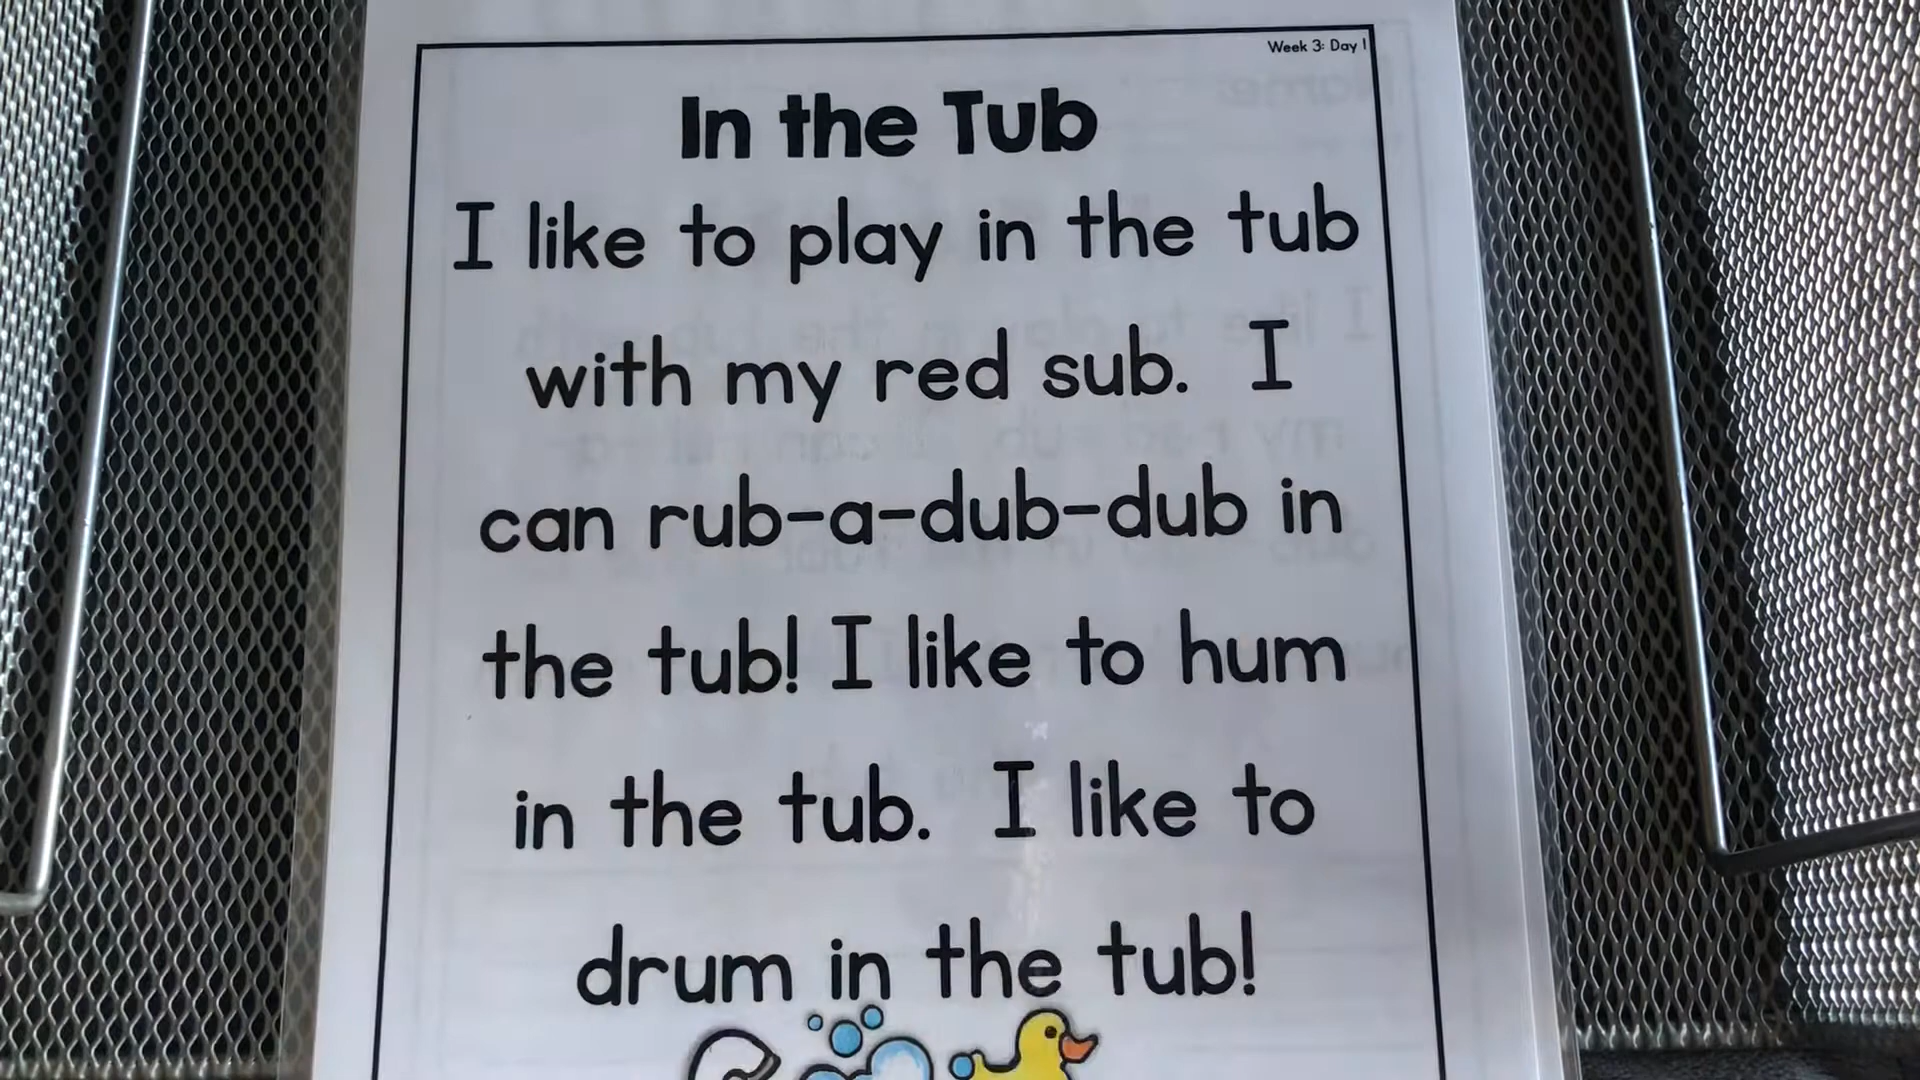 Week 3: Day 1
In the Tub
I like to play in the tub
with my red sub. I
can rub-a-dub-dub in
the tub! I like to hum
in the tub. I like to
drum in the tub!